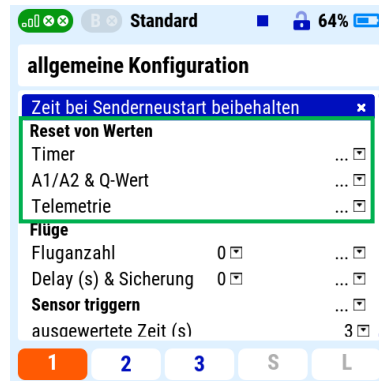 B Standard 64%
allgemeine Konfiguration
Zeit bei Senderneustart beibehalten x
Reset von Werten
Timer ...
A1/A2 & Q-Wert ...
Telemetrie ...
Flüge
Fluganzahl 0 ...
Delay (s) & Sicherung 0 ...
Sensor triggern ...
ausgewertete Zeit (s) 3
1 2 3 S L